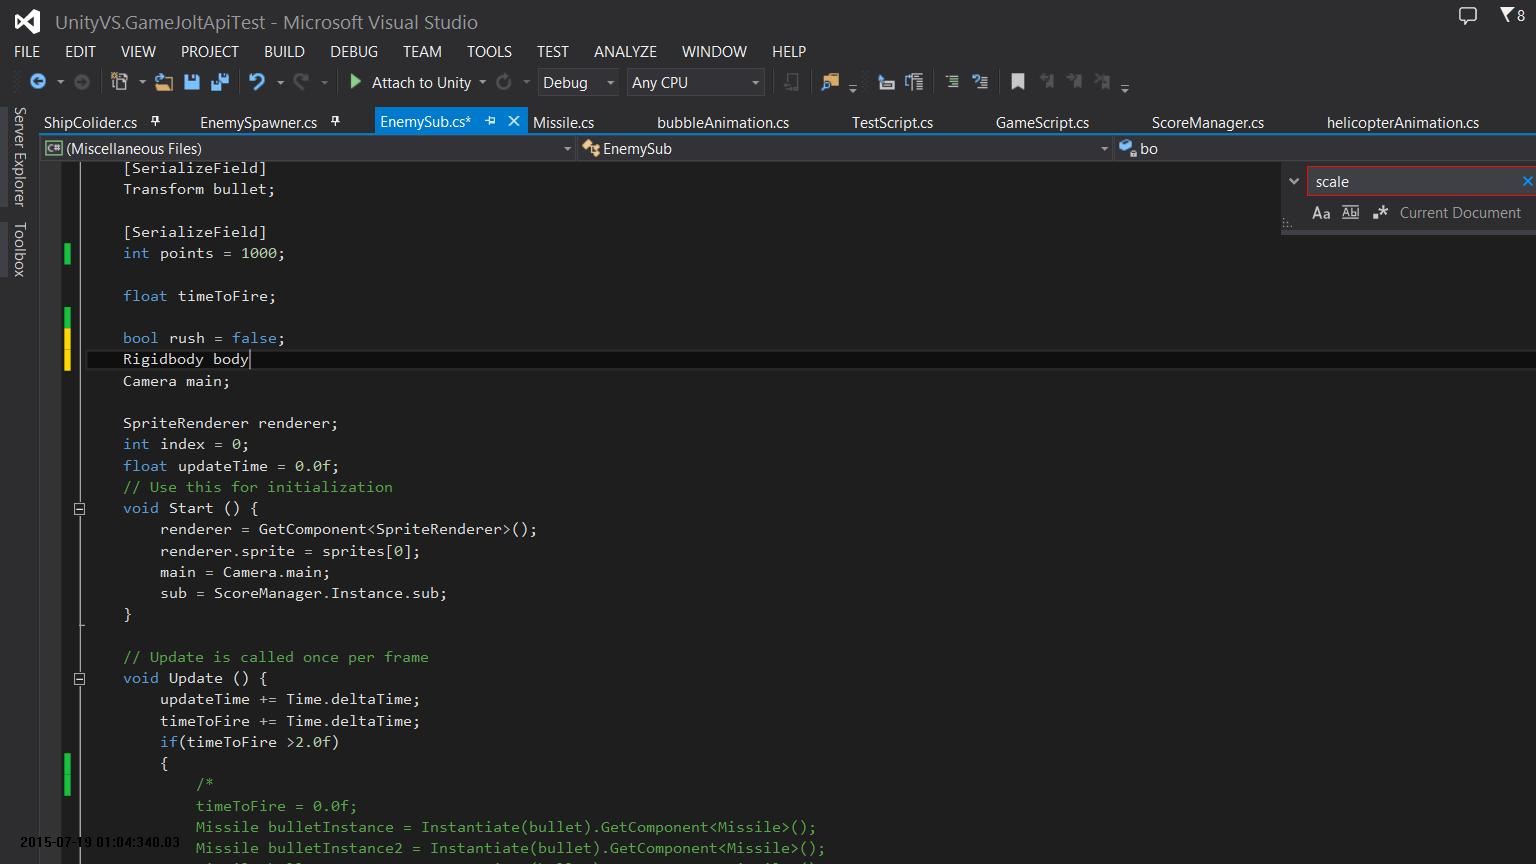 UnityVS.GameJoltApiTest - Microsoft Visual Studio
8
FILE EDIT VIEW PROJECT BUILD DEBUG TEAM TOOLS TEST ANALYZE WINDOW HELP
Attach to Unity Debug Any CPU
Server Explorer
Toolbox
ShipColider.cs EnemySpawner.cs EnemySub.cs* Missile.cs bubbleAnimation.cs TestScript.cs GameScript.cs ScoreManager.cs helicopterAnimation.cs
C# (Miscellaneous Files) EnemySub bo
scale
Aa Abl .* Current Document
[SerializeField]
Transform bullet;
[SerializeField]
int points = 1000;
float timeToFire;
bool rush = false;
Rigidbody body
Camera main;
SpriteRenderer renderer;
int index = 0;
float updateTime = 0.0f;
// Use this for initialization
void Start () {
renderer = GetComponent<SpriteRenderer>();
renderer.sprite = sprites[0];
main = Camera.main;
sub = ScoreManager.Instance.sub;
}
// Update is called once per frame
void Update () {
updateTime += Time.deltaTime;
timeToFire += Time.deltaTime;
if(timeToFire >2.0f)
{
/*
timeToFire = 0.0f;
Missile bulletInstance = Instantiate(bullet).GetComponent<Missile>();
Missile bulletInstance2 = Instantiate(bullet).GetComponent<Missile>();
2015-07-19 01:04:340.03